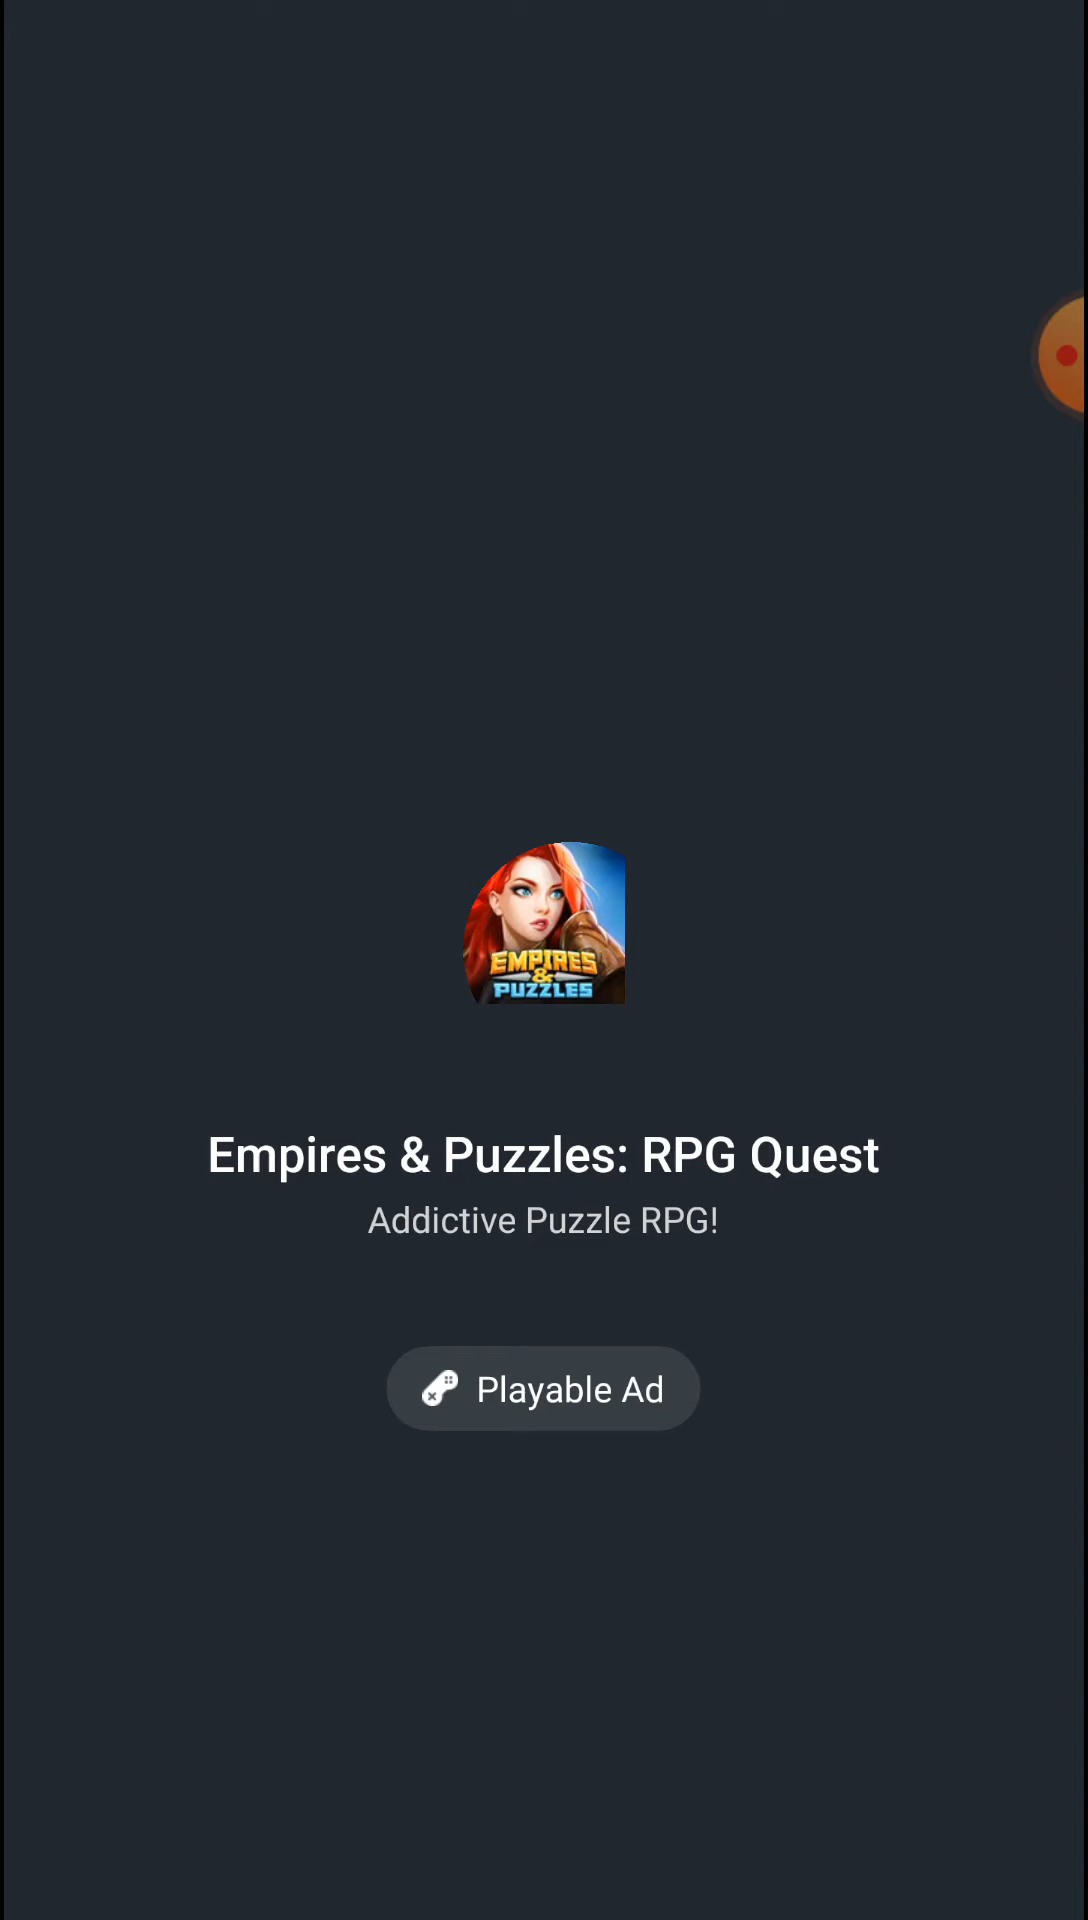 EMPIRES
&
PUZZLES
Empires & Puzzles: RPG Quest
Addictive Puzzle RPG!
Playable Ad